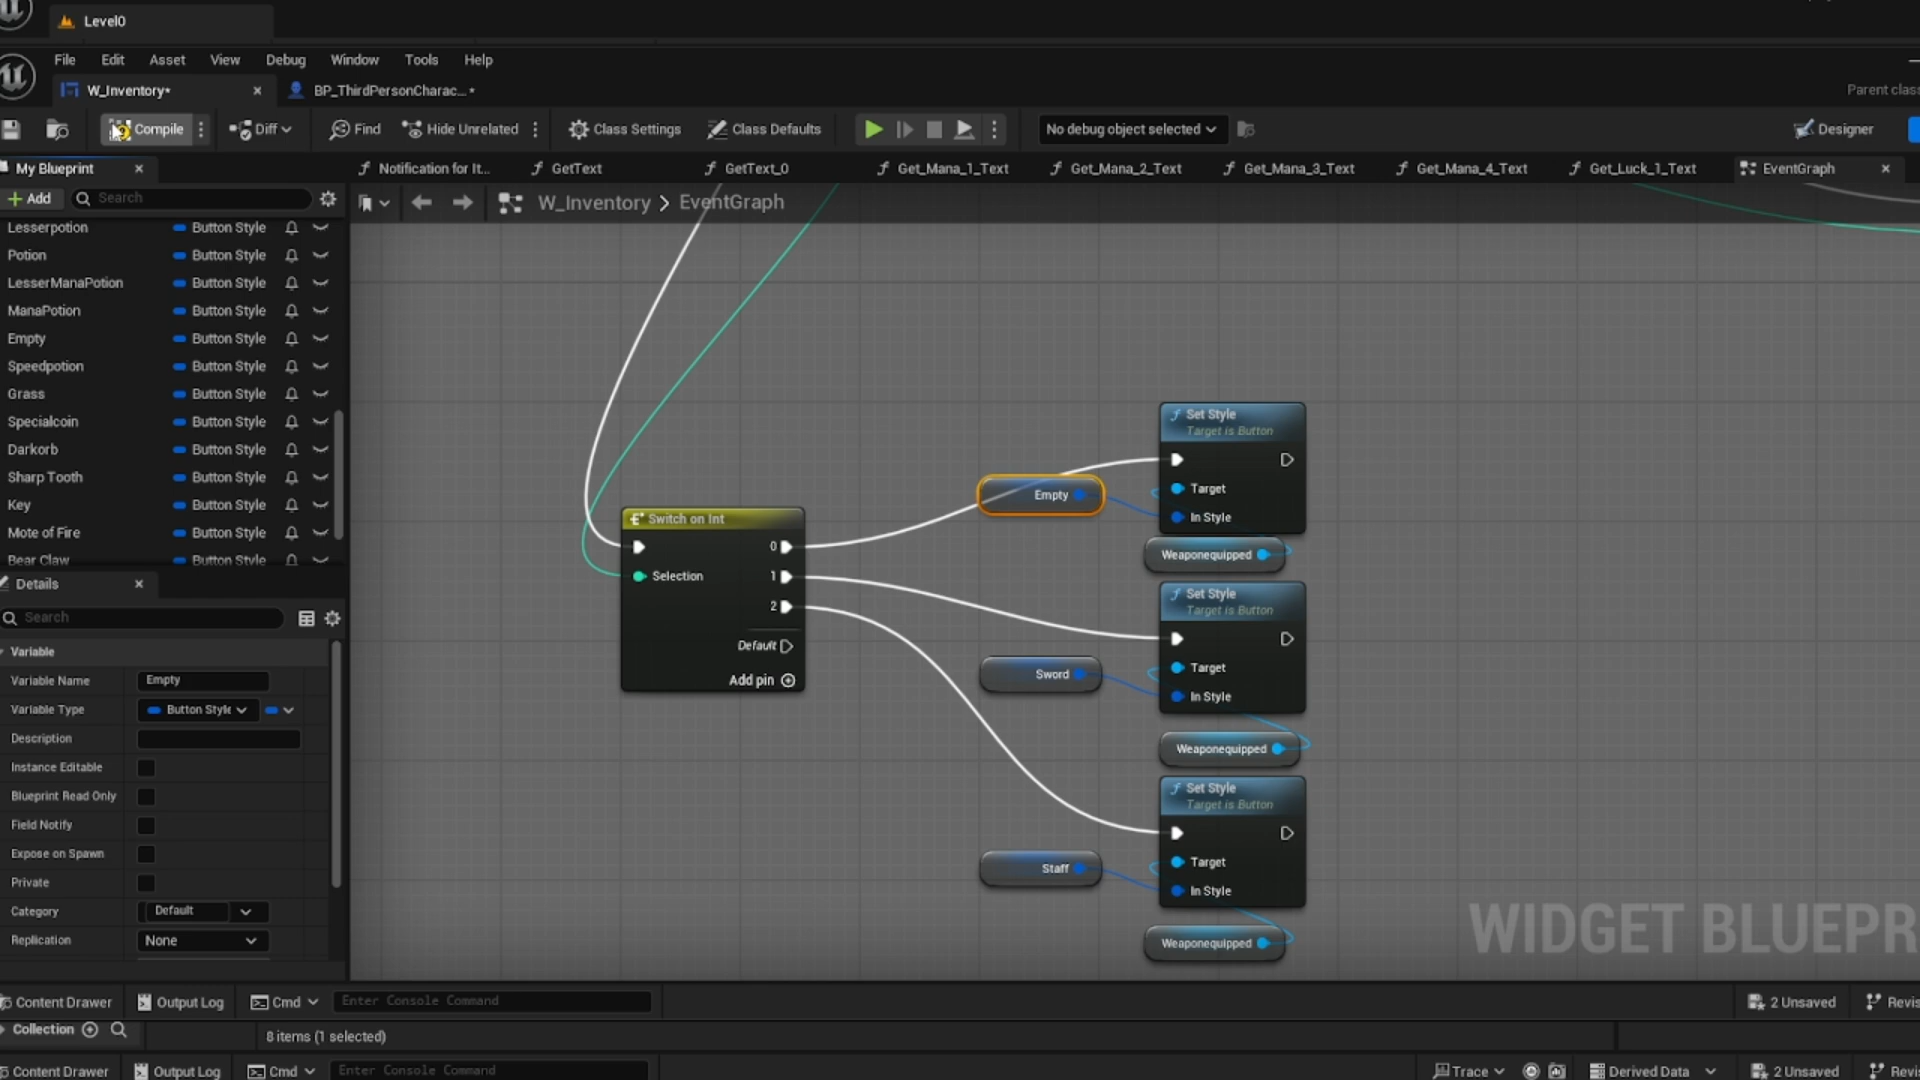 Level0
File Edit Asset View Debug Window Tools Help
W_Inventory* BP_ThirdPersonCharac...*
Parent class
Compile Diff Find Hide Unrelated Class Settings Class Defaults No debug object selected Designer
My Blueprint Notification for It... GetText GetText_0 Get_Mana_1_Text Get_Mana_2_Text Get_Mana_3_Text Get_Mana_4_Text Get_Luck_1_Text EventGraph
Add Search
W_Inventory > EventGraph
Lesserpotion Button Style
Potion Button Style
LesserManaPotion Button Style
ManaPotion Button Style
Empty Button Style
Speedpotion Button Style
Grass Button Style
Specialcoin Button Style
Darkorb Button Style
Sharp Tooth Button Style
Key Button Style
Mote of Fire Button Style
Bear Claw Button Style
Details
Search
Variable
Variable Name Empty
Variable Type Button Style
Description
Instance Editable
Blueprint Read Only
Field Notify
Expose on Spawn
Private
Category Default
Replication None
Switch on Int
0
Selection 1
2
Default
Add pin
Empty
Set Style
Target is Button
Target
In Style
Weaponequipped
Sword
Set Style
Target is Button
Target
In Style
Weaponequipped
Staff
Set Style
Target is Button
Target
In Style
Weaponequipped
WIDGET BLUEPR
Content Drawer Output Log Cmd Enter Console Command 2 Unsaved Revis
Collection 8 items (1 selected)
Content Drawer Output Log Cmd Enter Console Command Trace Derived Data 2 Unsaved Revis